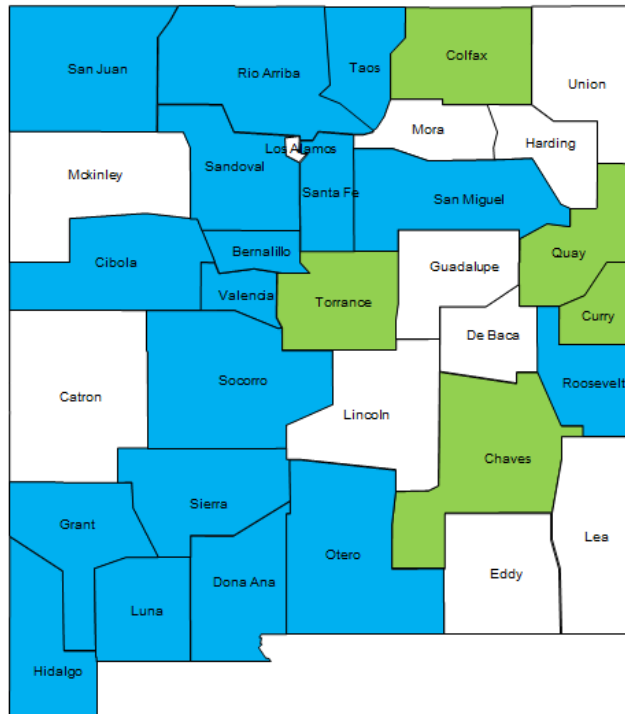 San Juan
Rio Arriba
Taos
Colfax
Union
Mora
Harding
Los Alamos
Sandoval
Mckinley
Santa Fe
San Miguel
Bernalillo
Cibola
Quay
Guadalupe
Valencia
Torrance
Curry
De Baca
Socorro
Roosevelt
Catron
Lincoln
Chaves
Sierra
Grant
Lea
Otero
Eddy
Dona Ana
Luna
Hidalgo